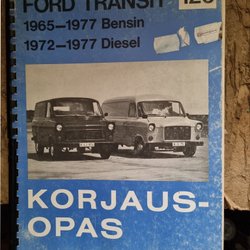 FORD TRANSIT
1965–1977 Bensin
1972–1977 Diesel
KORJAUS-
OPAS